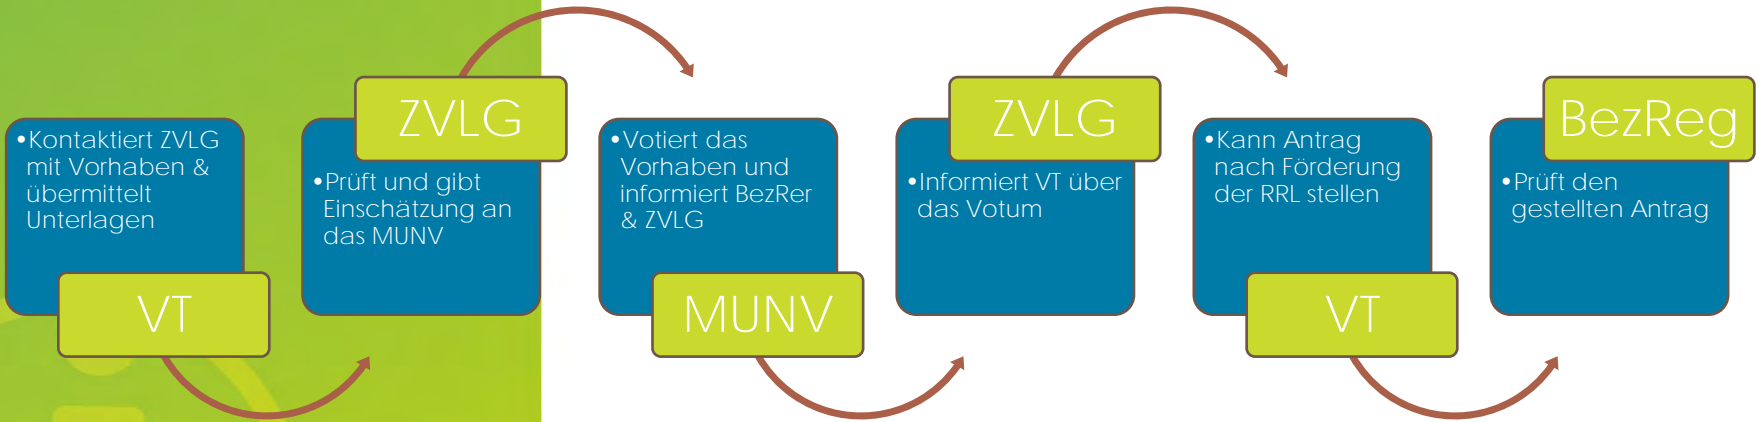 •Kontaktiert ZVLG
mit Vorhaben &
übermittelt
Unterlagen
VT
ZVLG
•Prüft und gibt
Einschätzung an
das MUNV
•Votiert das
Vorhaben und
informiert BezRer
& ZVLG
MUNV
ZVLG
•Informiert VT über
das Votum
•Kann Antrag
nach Förderung
der RRL stellen
VT
BezReg
•Prüft den
gestellten Antrag